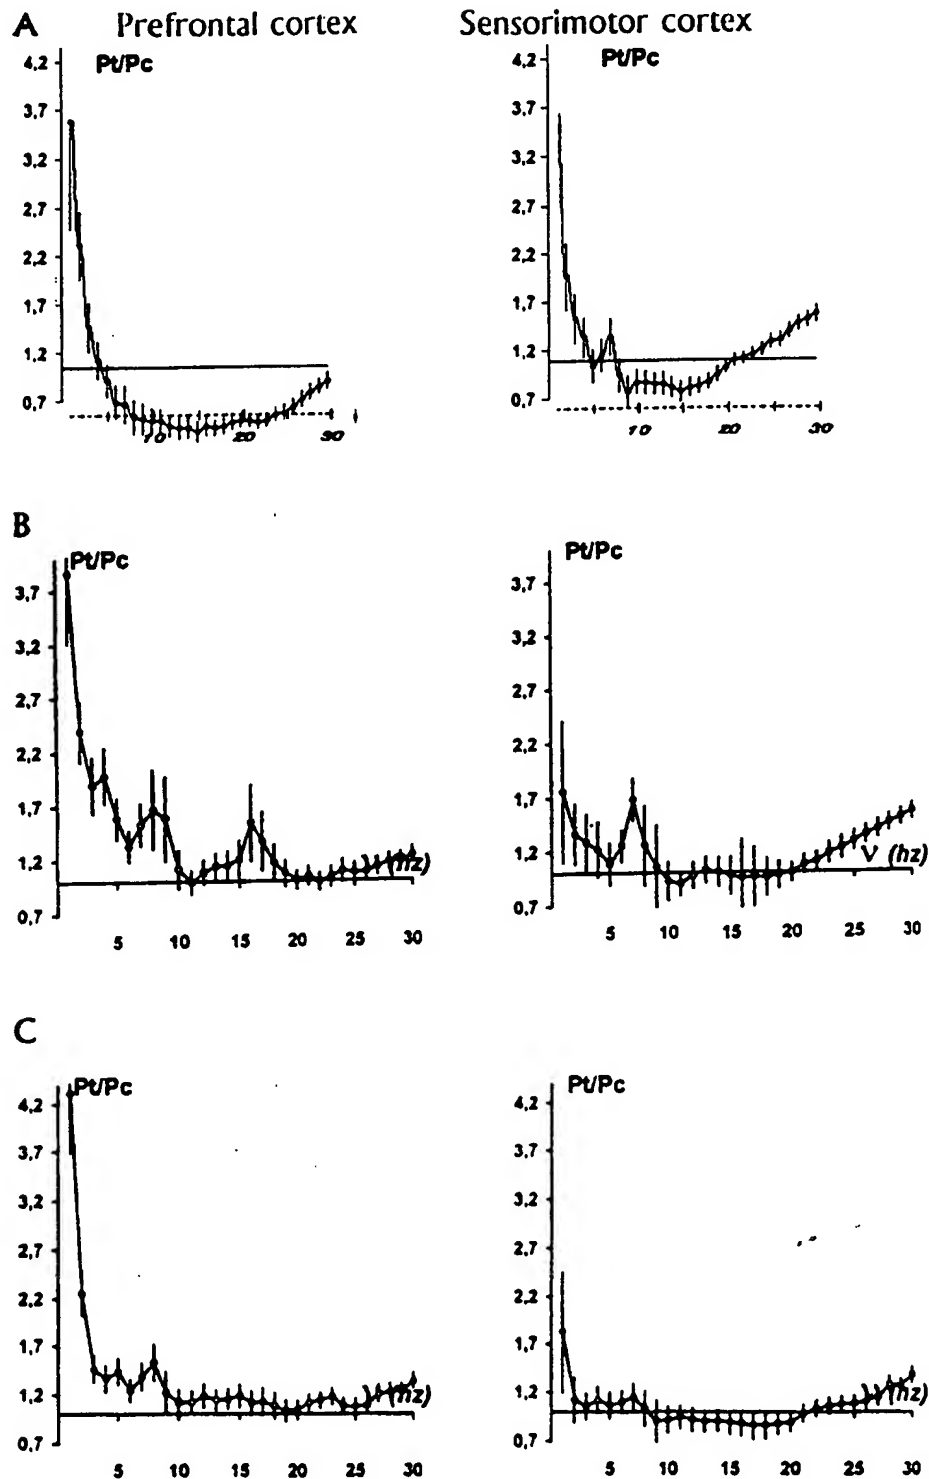 A Prefrontal cortex Sensorimotor cortex
Pt/Pc Pt/Pc
4,2 4,2
3,7 3,7
3,2 3,2
2,7 2,7
2,2 2,2
1,7 1,7
1,2 1,2
0,7 0,7
10 20 30 10 20 30
B
Pt/Pc Pt/Pc
3,7 3,7
3,2 3,2
2,7 2,7
2,2 2,2
1,7 1,7
1,2 (hz) 1,2 ν (hz)
0,7 0,7
5 10 15 20 25 30 5 10 15 20 25 30
C
Pt/Pc Pt/Pc
4,2 4,2
3,7 3,7
3,2 3,2
2,7 2,7
2,2 2,2
1,7 1,7
1,2 (hz) 1,2 (hz)
0,7 0,7
5 10 15 20 25 30 5 10 15 20 25 30